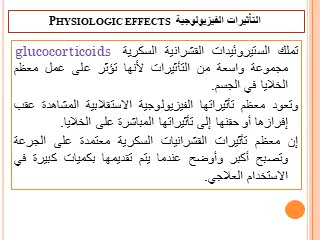 التأثيرات الفيزيولوجية PHYSIOLOGIC EFFECTS
تملك الستيروئيدات القشرانية السكرية glucocorticoids
مجموعة واسعة من التأثيرات لأنها تؤثر على عمل معظم
الخلايا في الجسم.
وتعود معظم تأثيراتها الفيزيولوجية الاستقلابية المشاهدة عقب
إفرازها أو حقنها إلى تأثيراتها المباشرة على الخلايا.
إن معظم تأثيرات القشرانيات السكرية معتمدة على الجرعة
وتصبح أكبر وأوضح عندما يتم تقديمها بكميات كبيرة في
الاستخدام العلاجي.